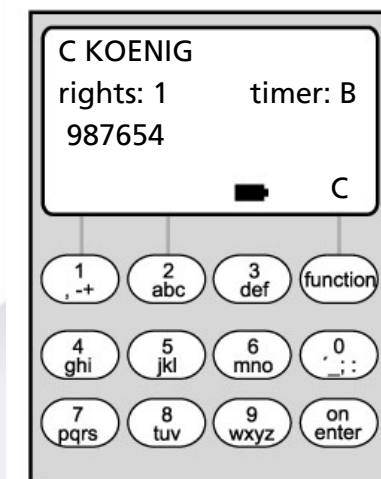 C KOENIG
rights: 1 timer: B
987654
C
1 2 3 function
, -+ abc def
4 5 6 0
ghi jkl mno ´_; :
7 8 9 on
pqrs tuv wxyz enter